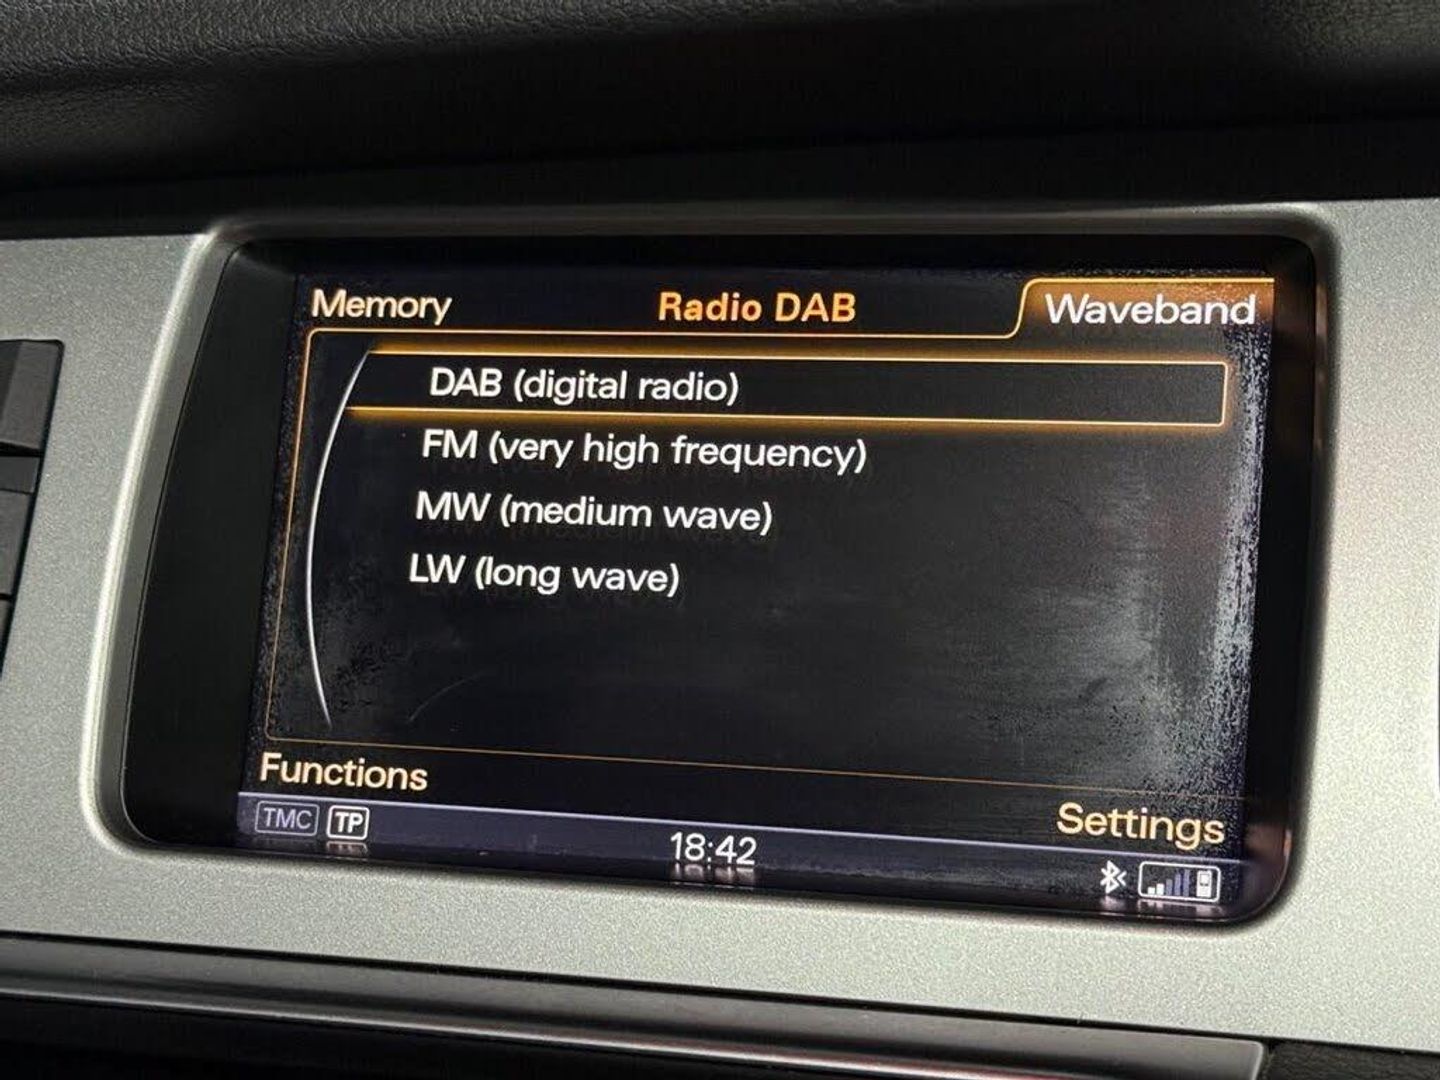 Memory
Radio DAB
Waveband
DAB (digital radio)
FM (very high frequency)
MW (medium wave)
LW (long wave)
Functions
Settings
TMC
TP
18:42